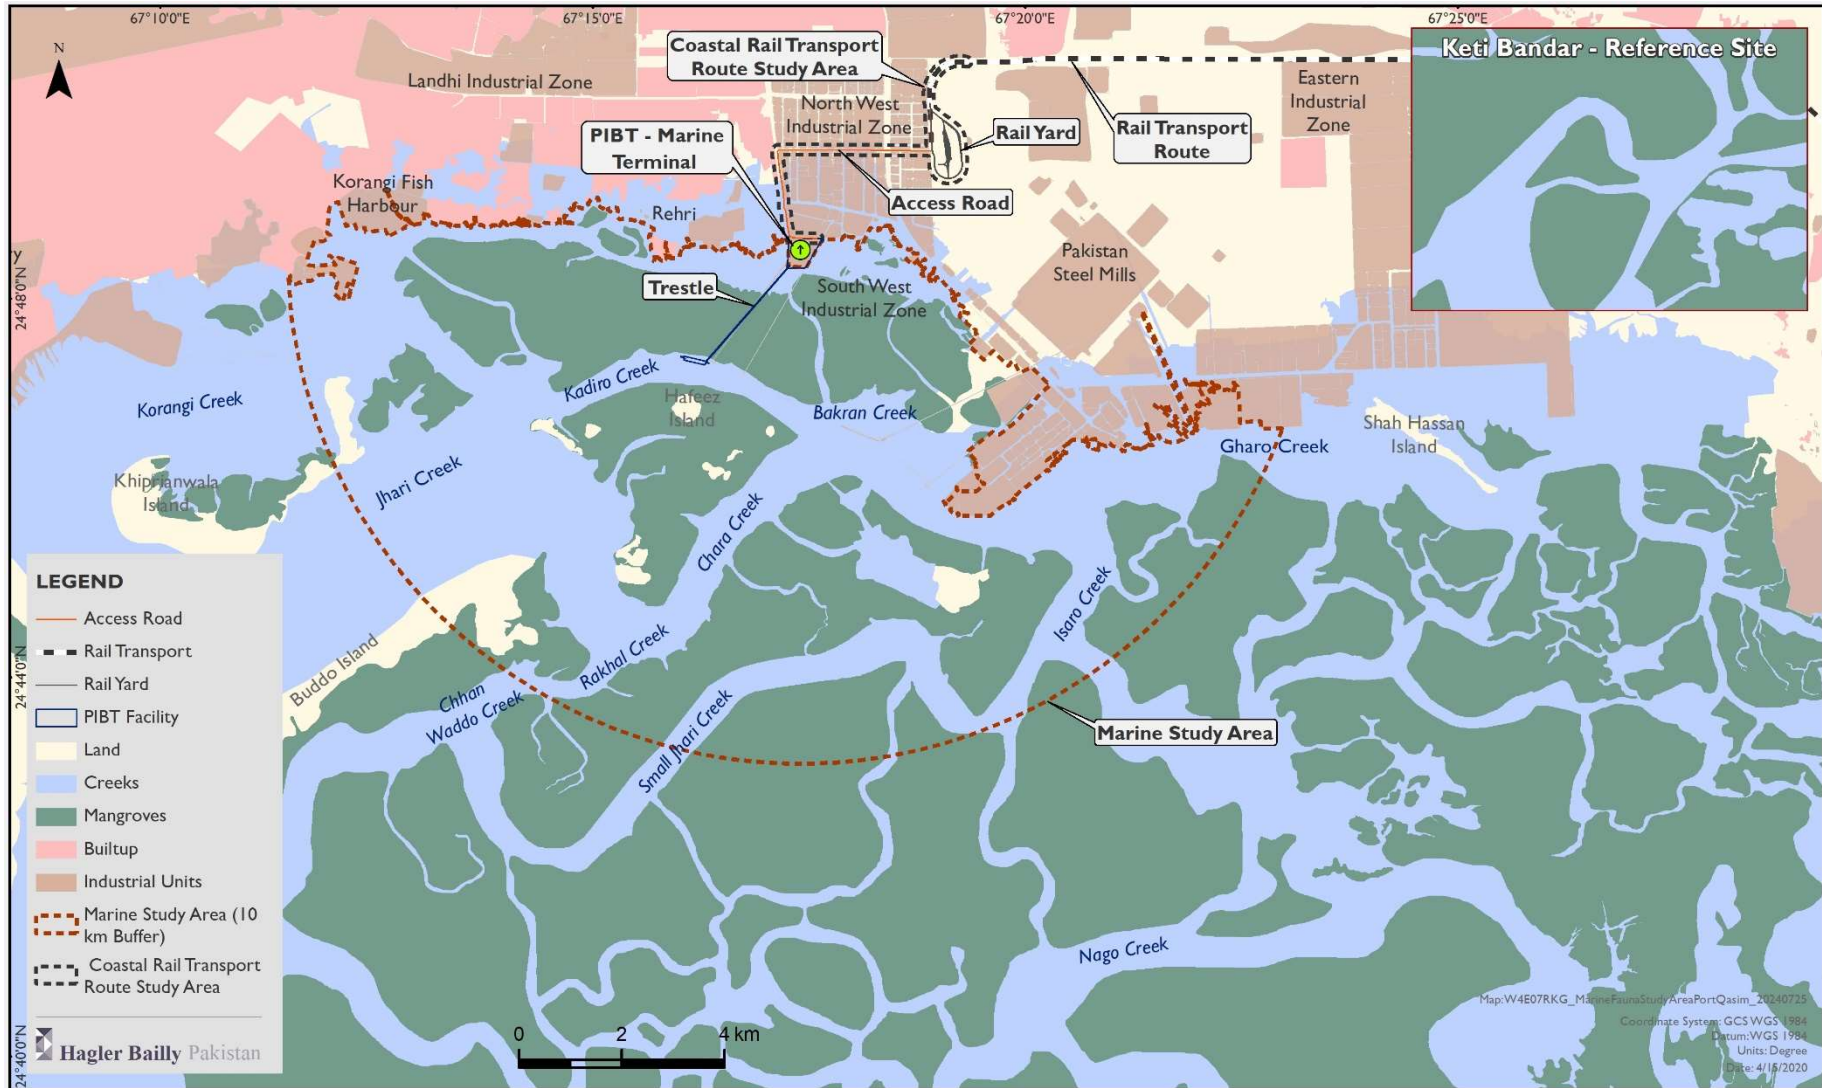 67°10'0"E
67°15'0"E
67°20'0"E
67°25'0"E
N
Keti Bandar - Reference Site
Coastal Rail Transport
Route Study Area
Landhi Industrial Zone
Eastern
Industrial
Zone
North West
Industrial Zone
PIBT - Marine
Terminal
Rail Yard
Rail Transport
Route
Korangi Fish
Harbour
Rehri
Access Road
y
Pakistan
Steel Mills
24°48'0"N
Trestle
South West
Industrial Zone
Kadiro Creek
Hafeez
Island
Korangi Creek
Bakran Creek
Shah Hassan
Island
Gharo Creek
Khiprianwala
Island
Jhari Creek
Chara Creek
Isaro Creek
Rakhal Creek
Buddo Island
24°44'0"N
Chhan
Waddo Creek
Small Jhari Creek
Marine Study Area
Nago Creek
LEGEND
Access Road
Rail Transport
Rail Yard
PIBT Facility
Land
Creeks
Mangroves
Builtup
Industrial Units
Marine Study Area (10
km Buffer)
Coastal Rail Transport
Route Study Area
Hagler Bailly Pakistan
24°40'0"N
0 2 4 km
Map:W4E07RKG_MarineFaunaStudyAreaPortQasim_20240725
Coordinate System: GCS WGS 1984
Datum: WGS 1984
Units: Degree
Date: 4/15/2020